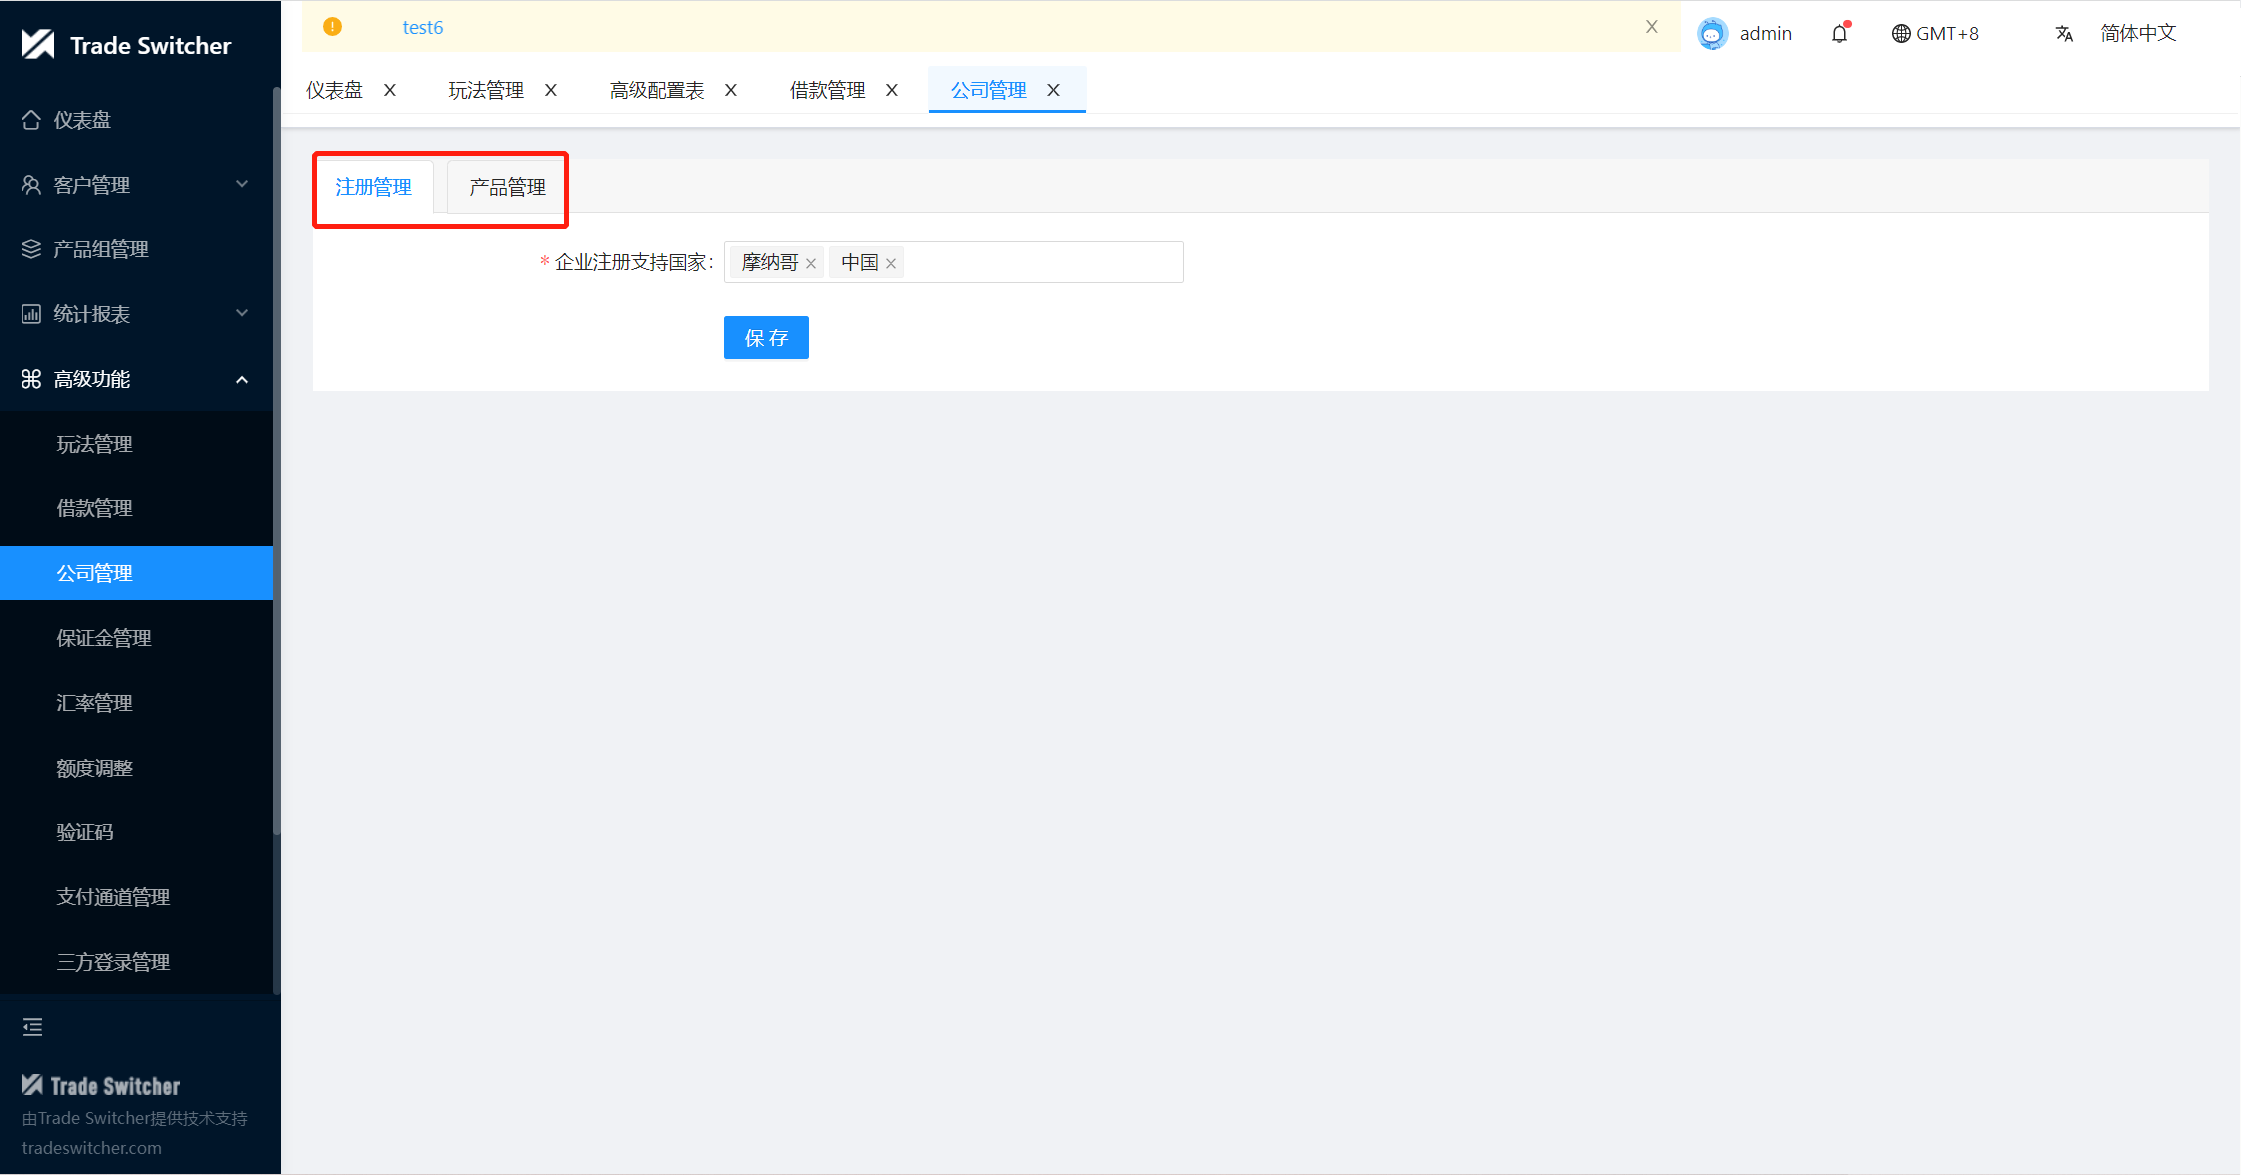 Trade Switcher
仪表盘
客户管理
产品组管理
统计报表
高级功能
玩法管理
借款管理
公司管理
保证金管理
汇率管理
额度调整
验证码
支付通道管理
三方登录管理
Trade Switcher
由Trade Switcher提供技术支持
tradeswitcher.com
test6 X
admin GMT+8 简体中文
仪表盘 X 玩法管理 X 高级配置表 X 借款管理 X 公司管理 X
注册管理 产品管理
* 企业注册支持国家: 摩纳哥 × 中国 ×
保 存